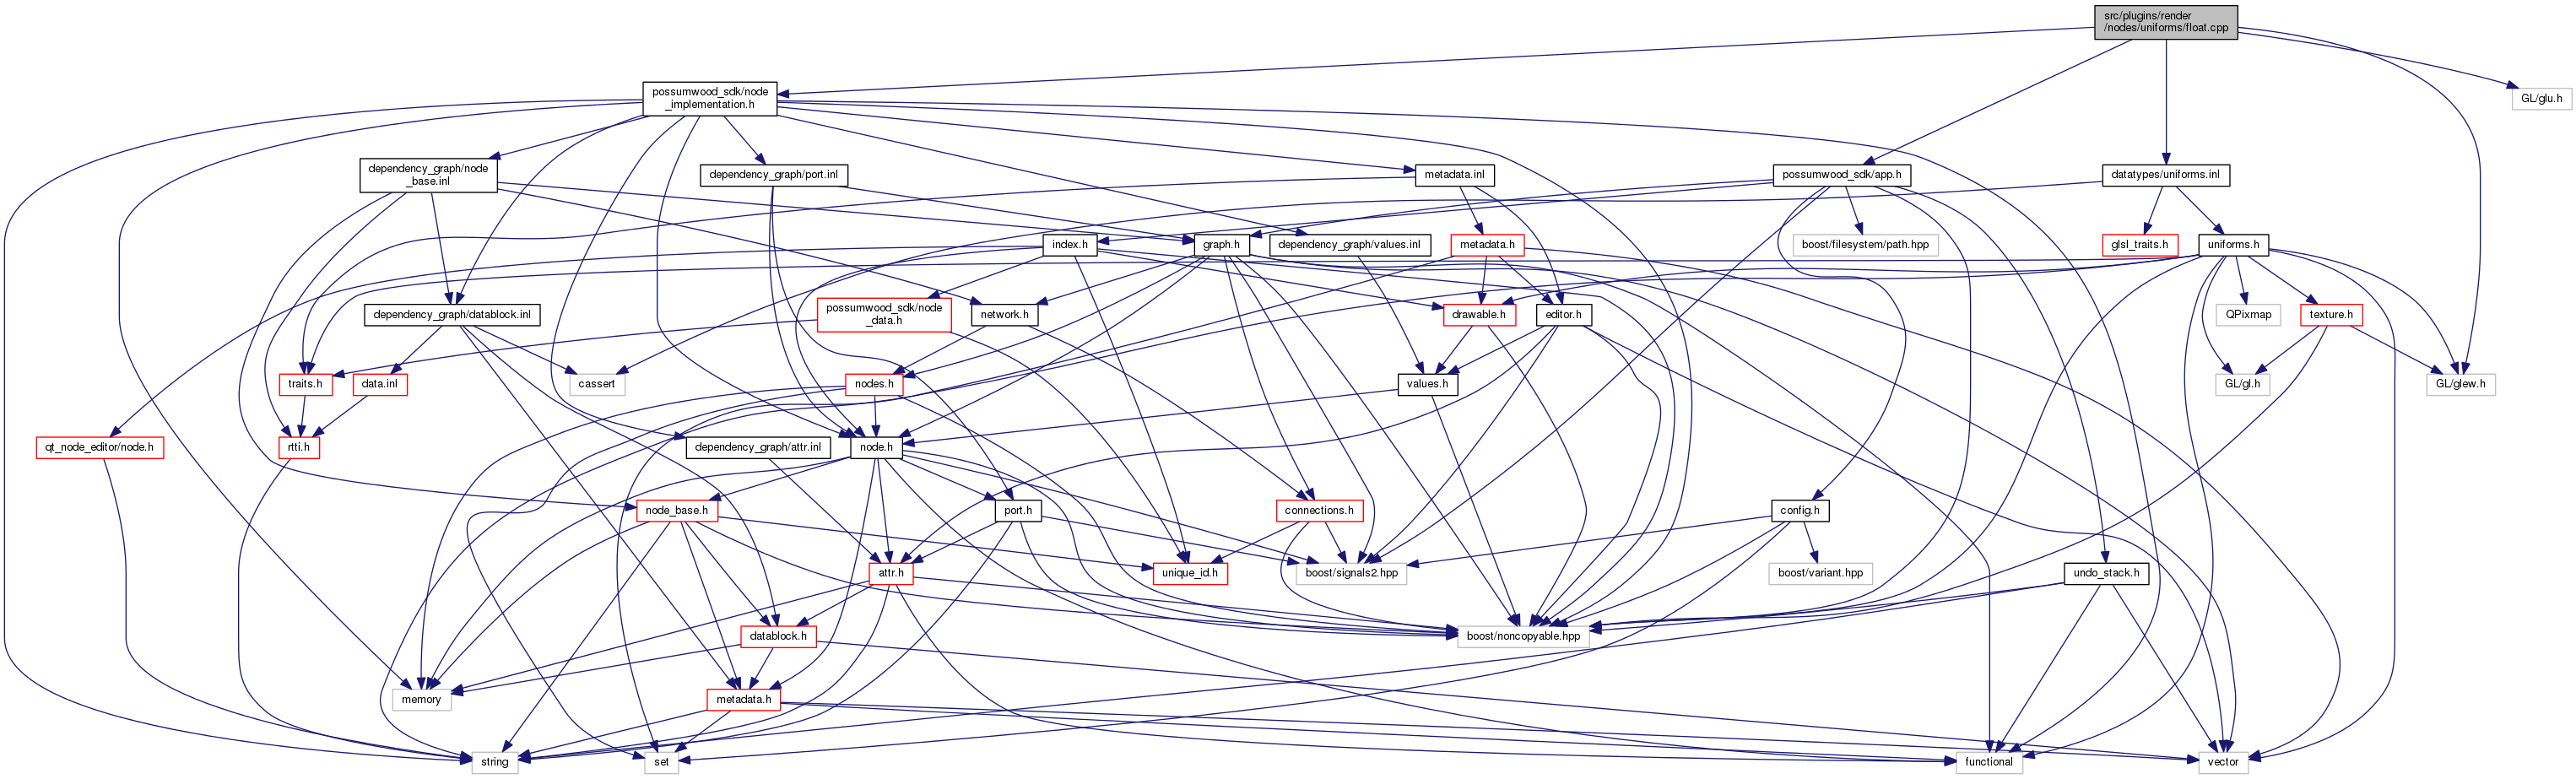 src/plugins/render
/nodes/uniforms/float.cpp
possumwood_sdk/node
_implementation.h
GL/glu.h
dependency_graph/node
_base.inl
dependency_graph/port.inl
metadata.inl
possumwood_sdk/app.h
datatypes/uniforms.inl
index.h
graph.h
dependency_graph/values.inl
metadata.h
boost/filesystem/path.hpp
glsl_traits.h
uniforms.h
dependency_graph/datablock.inl
possumwood_sdk/node
_data.h
network.h
drawable.h
editor.h
QPixmap
texture.h
traits.h
data.inl
cassert
nodes.h
values.h
GL/gl.h
GL/glew.h
qt_node_editor/node.h
rtti.h
dependency_graph/attr.inl
node.h
node_base.h
port.h
connections.h
config.h
attr.h
unique_id.h
boost/signals2.hpp
boost/variant.hpp
undo_stack.h
datablock.h
boost/noncopyable.hpp
memory
metadata.h
string
set
functional
vector